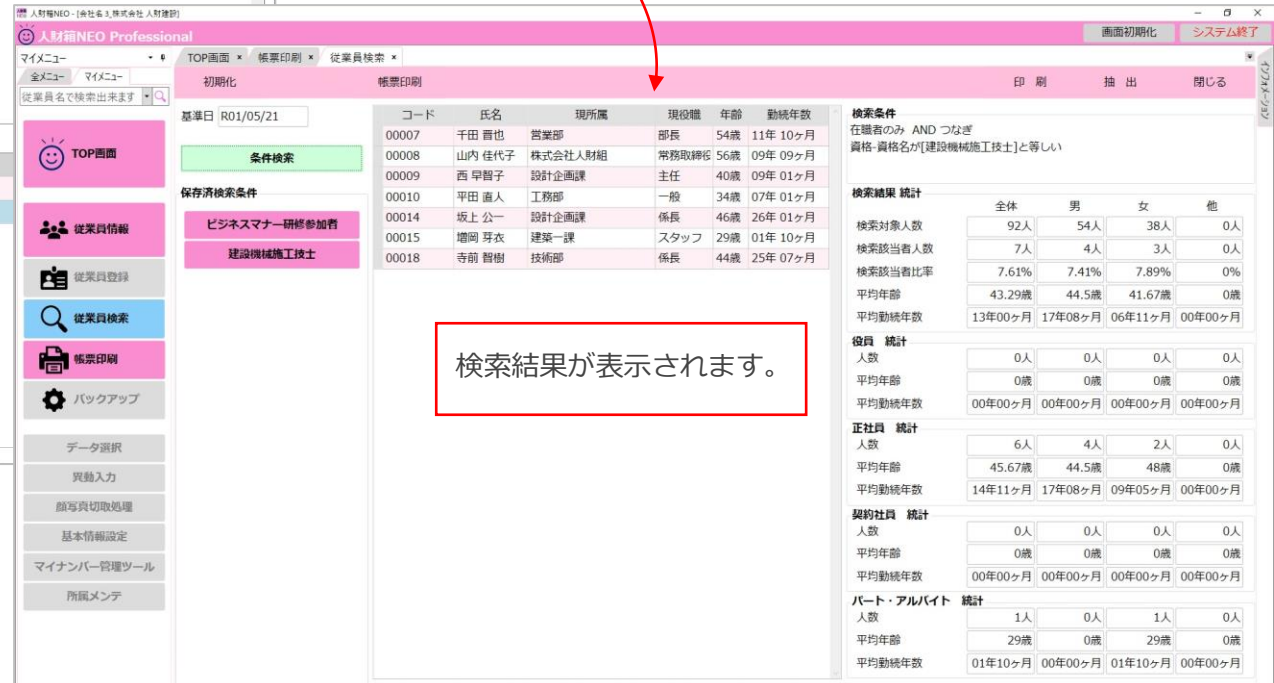 人財箱NEO - [会社名 3_株式会社 人財建設]
人財箱NEO Professional
画面初期化 システム終了
マイメニュー
TOP画面 × 帳票印刷 × 従業員検索 ×
インフォメーション
全メニュー マイメニュー
従業員名で検索出来ます
初期化 帳票印刷 印 刷 抽 出 閉じる
TOP画面
従業員情報
従業員登録
従業員検索
帳票印刷
バックアップ
データ選択
異動入力
顔写真切取処理
基本情報設定
マイナンバー管理ツール
所属メンテ
基準日 R01/05/21
条件検索
保存済検索条件
ビジネスマナー研修参加者
建設機械施工技士
コード 氏名 現所属 現役職 年齢 勤続年数
00007 千田 晋也 営業部 部長 54歳 11年 10ヶ月
00008 山内 佳代子 株式会社人財組 常務取締役 56歳 09年 09ヶ月
00009 西 早智子 設計企画課 主任 40歳 09年 01ヶ月
00010 平田 直人 工務部 一般 34歳 07年 01ヶ月
00014 坂上 公一 設計企画課 係長 46歳 26年 01ヶ月
00015 増岡 芽衣 建築一課 スタッフ 29歳 01年 10ヶ月
00018 寺前 智樹 技術部 係長 44歳 25年 07ヶ月
検索結果が表示されます。
検索条件
在職者のみ AND つなぎ
資格-資格名が[建設機械施工技士]と等しい
検索結果 統計
全体 男 女 他
検索対象人数 92人 54人 38人 0人
検索該当者人数 7人 4人 3人 0人
検索該当者比率 7.61% 7.41% 7.89% 0%
平均年齢 43.29歳 44.5歳 41.67歳 0歳
平均勤続年数 13年00ヶ月 17年08ヶ月 06年11ヶ月 00年00ヶ月
役員 統計
人数 0人 0人 0人 0人
平均年齢 0歳 0歳 0歳 0歳
平均勤続年数 00年00ヶ月 00年00ヶ月 00年00ヶ月 00年00ヶ月
正社員 統計
人数 6人 4人 2人 0人
平均年齢 45.67歳 44.5歳 48歳 0歳
平均勤続年数 14年11ヶ月 17年08ヶ月 09年05ヶ月 00年00ヶ月
契約社員 統計
人数 0人 0人 0人 0人
平均年齢 0歳 0歳 0歳 0歳
平均勤続年数 00年00ヶ月 00年00ヶ月 00年00ヶ月 00年00ヶ月
パート・アルバイト 統計
人数 1人 0人 1人 0人
平均年齢 29歳 0歳 29歳 0歳
平均勤続年数 01年10ヶ月 00年00ヶ月 01年10ヶ月 00年00ヶ月